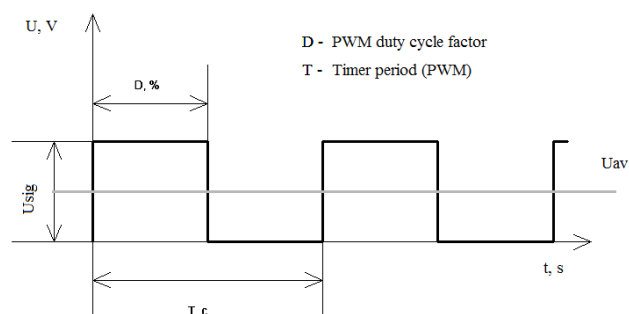 U, V
D - PWM duty cycle factor
T - Timer period (PWM)
D, %
Usig
Uav
t, s
T, c